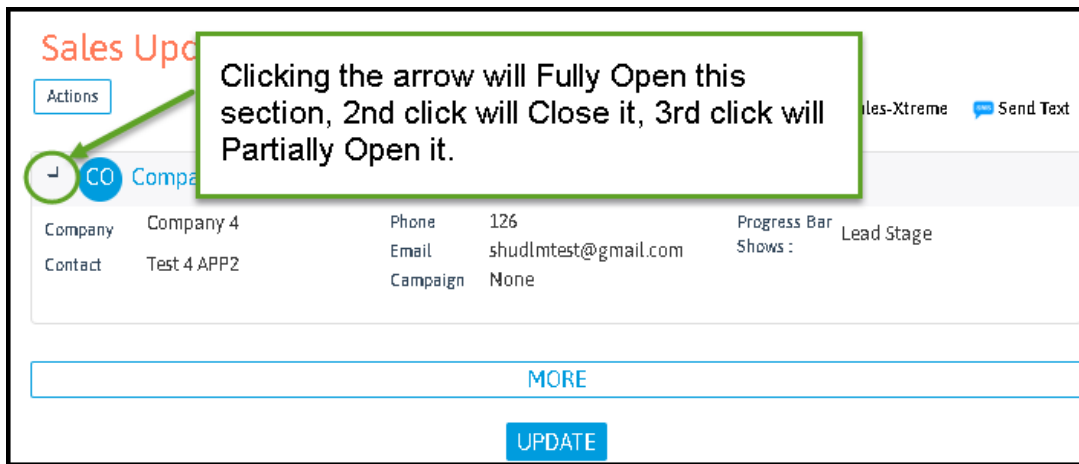 Sales Upd
Clicking the arrow will Fully Open this
section, 2nd click will Close it, 3rd click will
Partially Open it.
Actions
les-Xtreme
Send Text
CO Compa
Company Company 4
Contact Test 4 APP2
Phone 126
Email shudlmtest@gmail.com
Campaign None
Progress Bar
Shows : Lead Stage
MORE
UPDATE